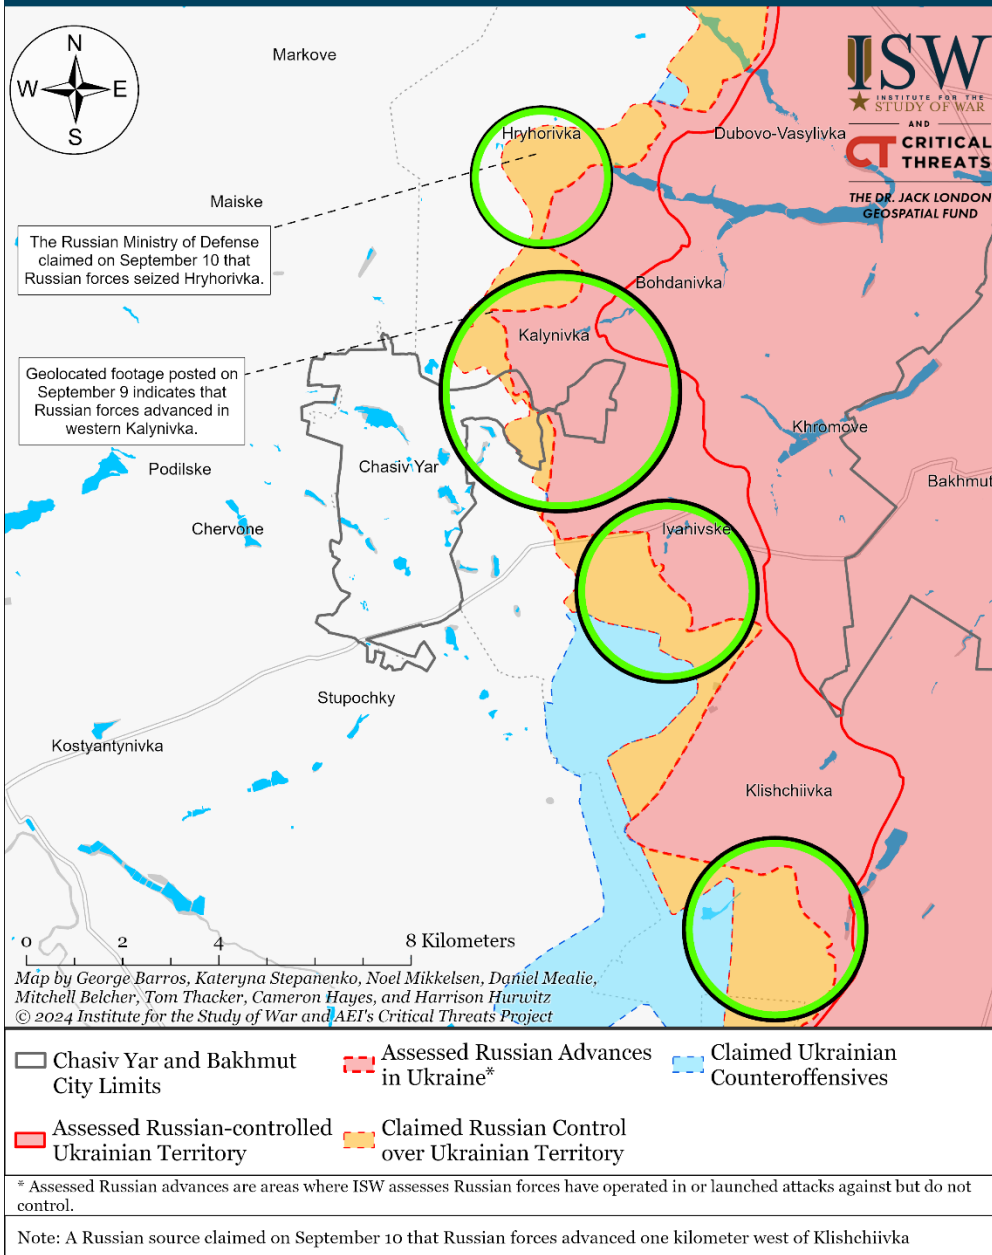 N
W
E
S
Markove
ISW
INSTITUTE FOR THE
STUDY OF WAR
AND
CT CRITICAL
THREATS
THE DR. JACK LONDON
GEOSPATIAL FUND
Hryhorivka
Dubovo-Vasylivka
Maiske
The Russian Ministry of Defense
claimed on September 10 that
Russian forces seized Hryhorivka.
Bohdanivka
Kalynivka
Geolocated footage posted on
September 9 indicates that
Russian forces advanced in
western Kalynivka.
Khromove
Podilske
Chasiv Yar
Bakhmut
Chervone
Ivanivske
Stupochky
Kostyantynivka
Klishchiivka
0 2 4 8 Kilometers
Map by George Barros, Kateryna Stepanenko, Noel Mikkelsen, Daniel Mealie,
Mitchell Belcher, Tom Thacker, Cameron Hayes, and Harrison Hurwitz
© 2024 Institute for the Study of War and AEI's Critical Threats Project
Chasiv Yar and Bakhmut
City Limits
Assessed Russian Advances
in Ukraine*
Claimed Ukrainian
Counteroffensives
Assessed Russian-controlled
Ukrainian Territory
Claimed Russian Control
over Ukrainian Territory
* Assessed Russian advances are areas where ISW assesses Russian forces have operated in or launched attacks against but do not
control.
Note: A Russian source claimed on September 10 that Russian forces advanced one kilometer west of Klishchiivka